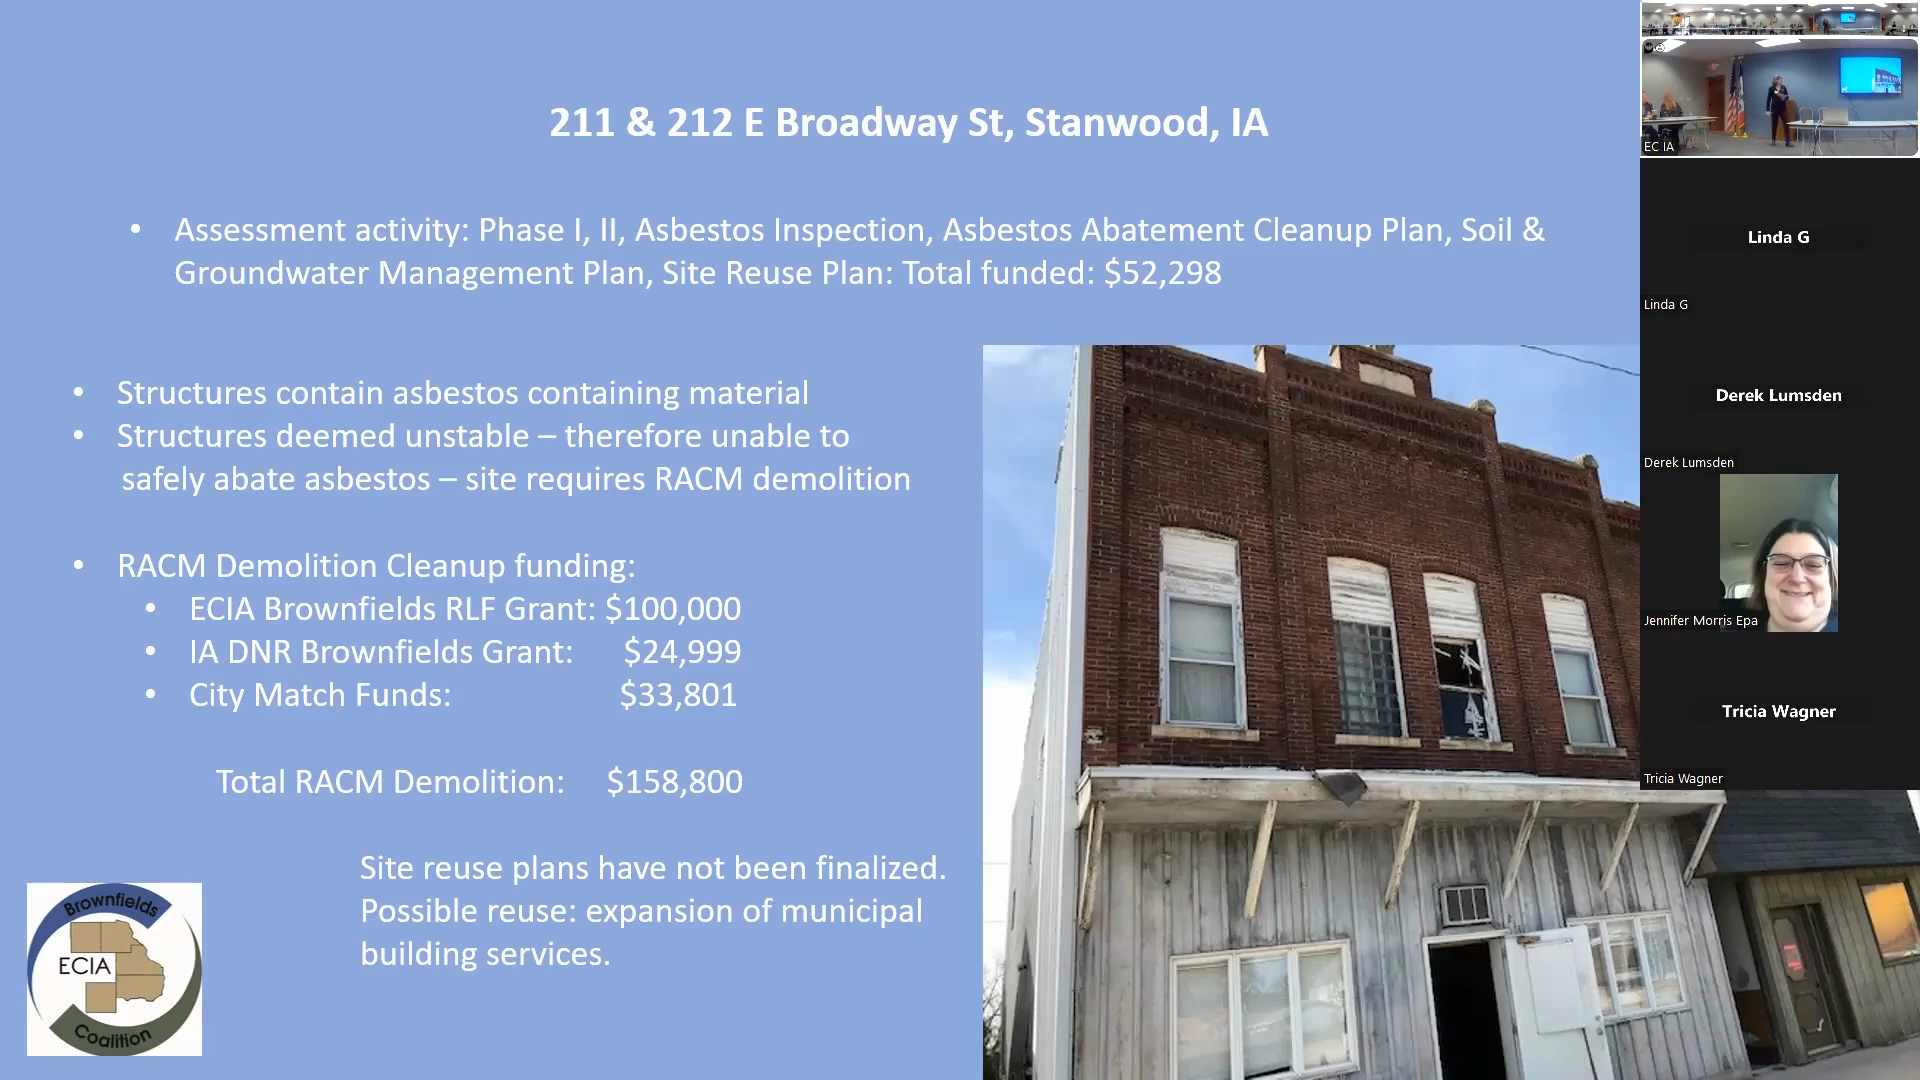 211 & 212 E Broadway St, Stanwood, IA
• Assessment activity: Phase I, II, Asbestos Inspection, Asbestos Abatement Cleanup Plan, Soil &
Groundwater Management Plan, Site Reuse Plan: Total funded: $52,298
• Structures contain asbestos containing material
• Structures deemed unstable – therefore unable to
safely abate asbestos – site requires RACM demolition
• RACM Demolition Cleanup funding:
• ECIA Brownfields RLF Grant: $100,000
• IA DNR Brownfields Grant: $24,999
• City Match Funds: $33,801
Total RACM Demolition: $158,800
Site reuse plans have not been finalized.
Possible reuse: expansion of municipal
building services.
Brownfields
ECIA
Coalition
EC IA
Linda G
Linda G
Derek Lumsden
Derek Lumsden
Jennifer Morris Epa
Tricia Wagner
Tricia Wagner